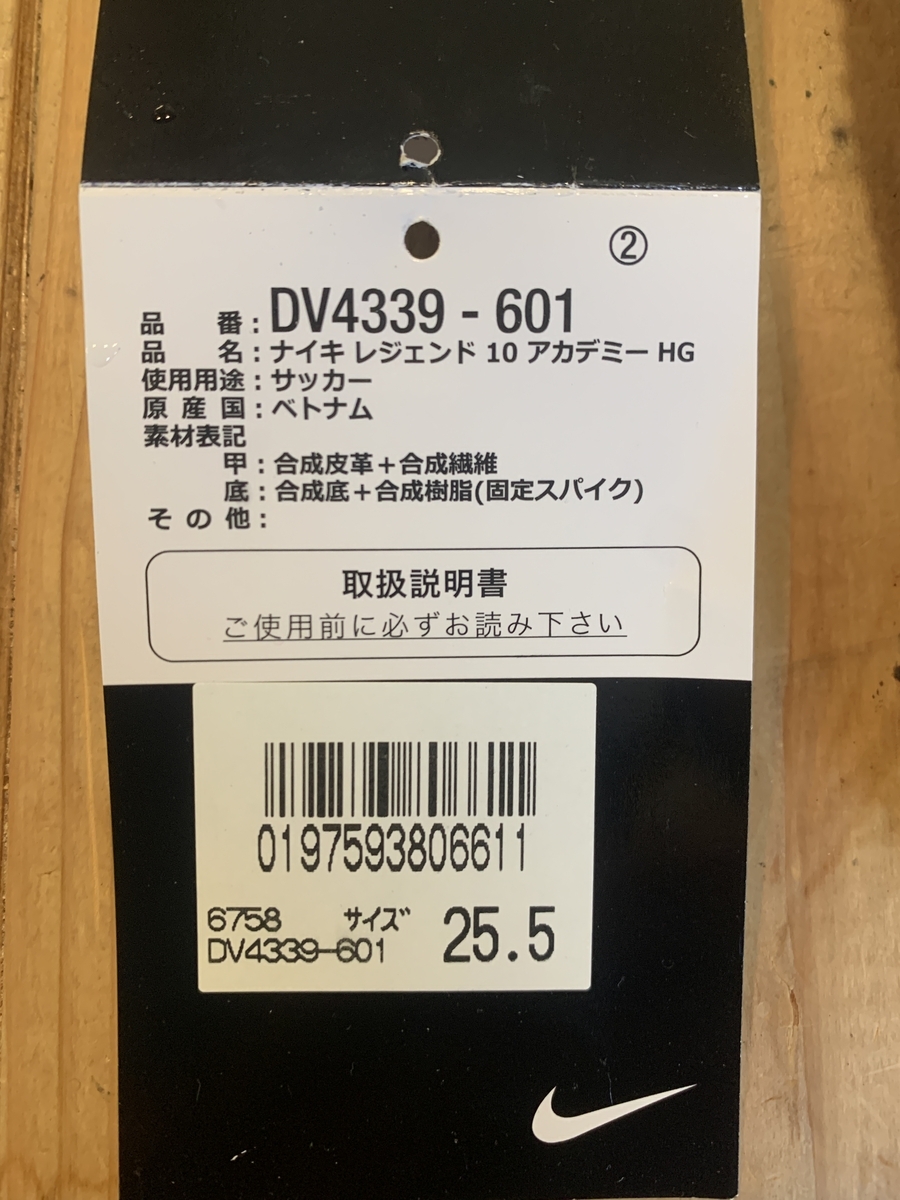 ②
品番：DV4339 - 601
品名：ナイキ レジェンド 10 アカデミー HG
使用用途：サッカー
原産国：ベトナム
素材表記
甲：合成皮革＋合成繊維
底：合成底＋合成樹脂(固定スパイク)
その他：
取扱説明書
ご使用前に必ずお読み下さい
0197593806611
6758 サイズ 25.5
DV4339-601